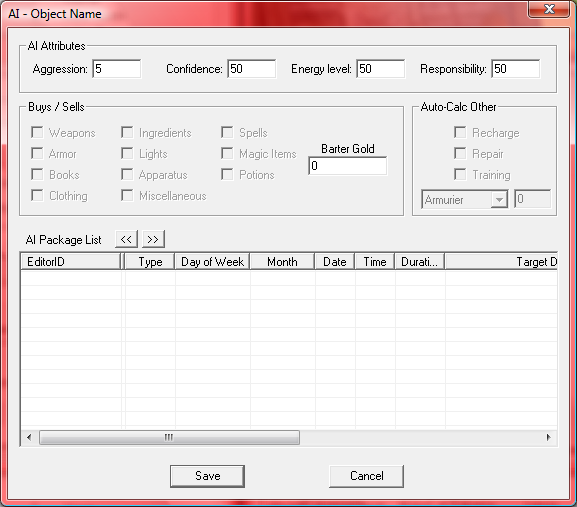 AI - Object Name
AI Attributes
Aggression: 5 Confidence: 50 Energy level: 50 Responsibility: 50
Buys / Sells
Auto-Calc Other
Weapons Ingredients Spells
Armor Lights Magic Items
Books Apparatus Potions
Clothing Miscellaneous
Barter Gold
0
Recharge
Repair
Training
Armurier 0
AI Package List << >>
EditorID Type Day of Week Month Date Time Durati... Target D
Save Cancel